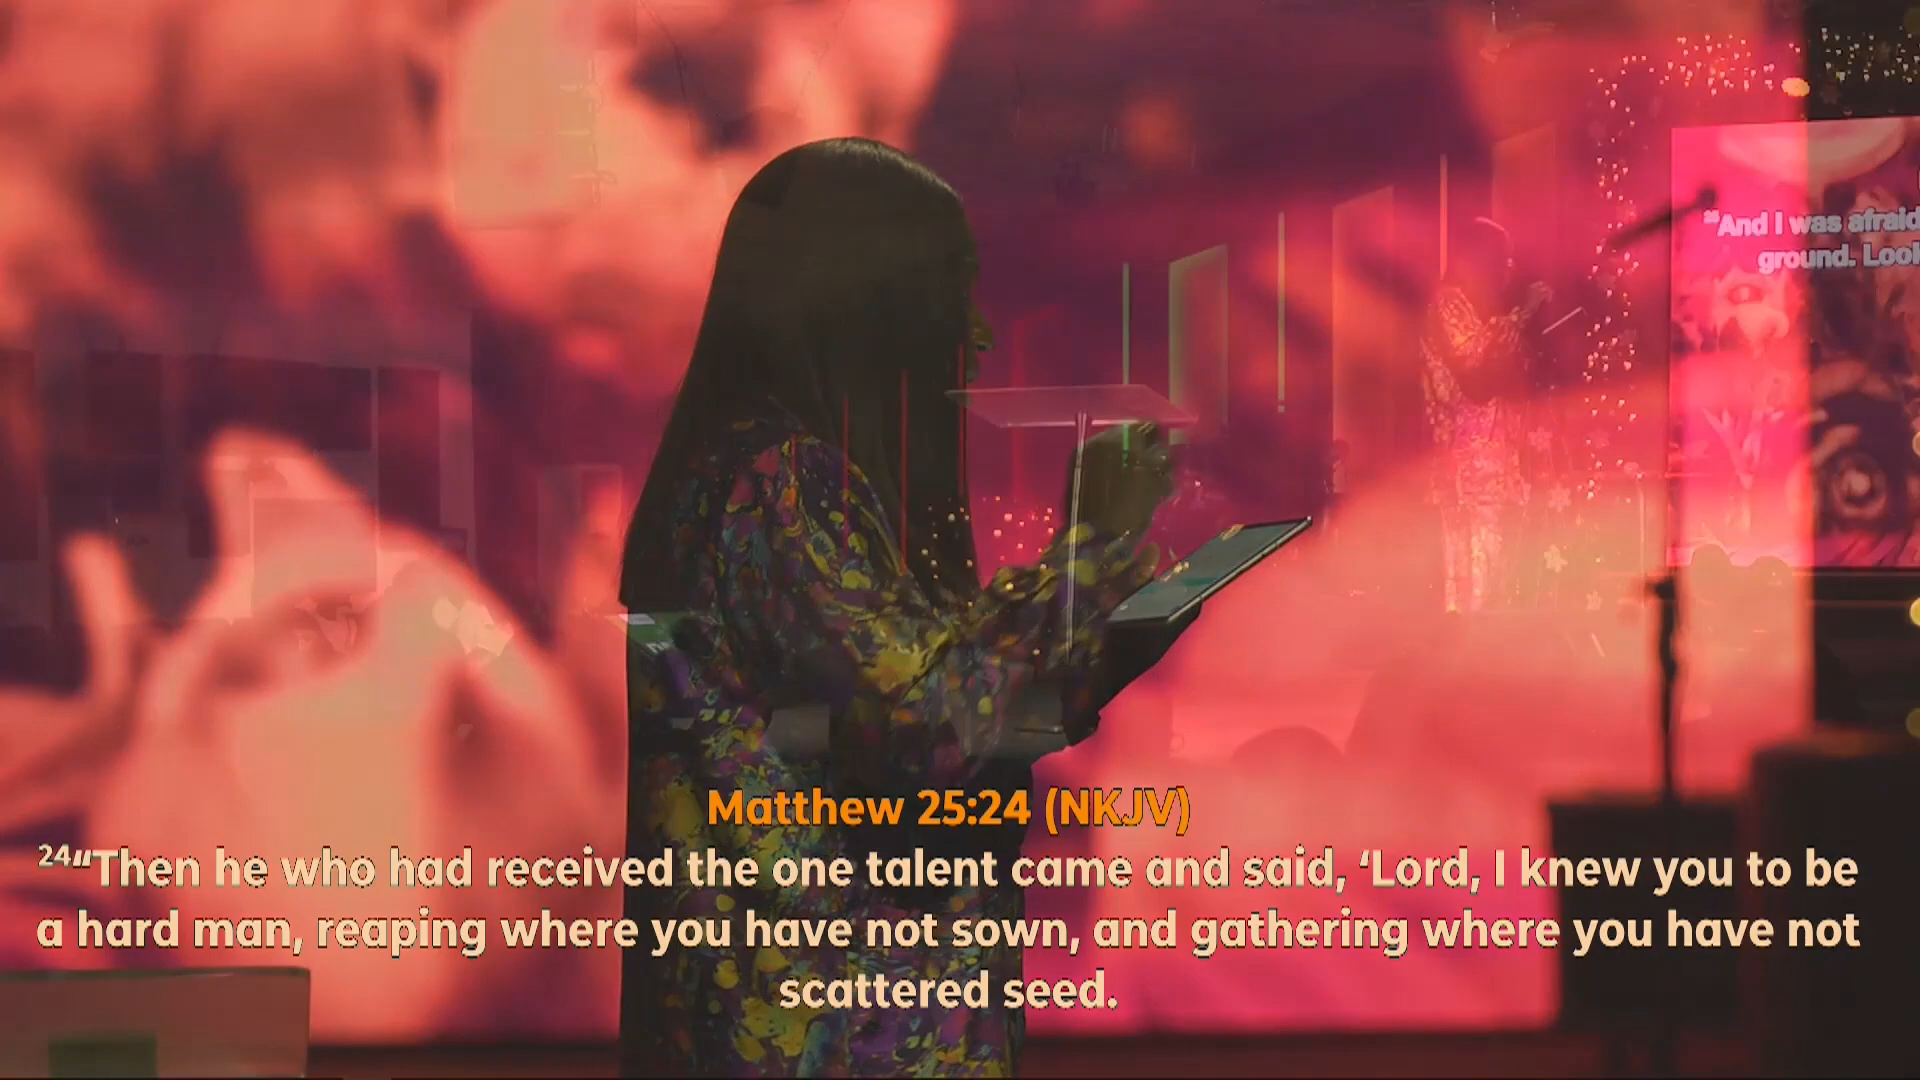 “And I was afraid
ground. Look
Matthew 25:24 (NKJV)
24“Then he who had received the one talent came and said, ‘Lord, I knew you to be
a hard man, reaping where you have not sown, and gathering where you have not
scattered seed.